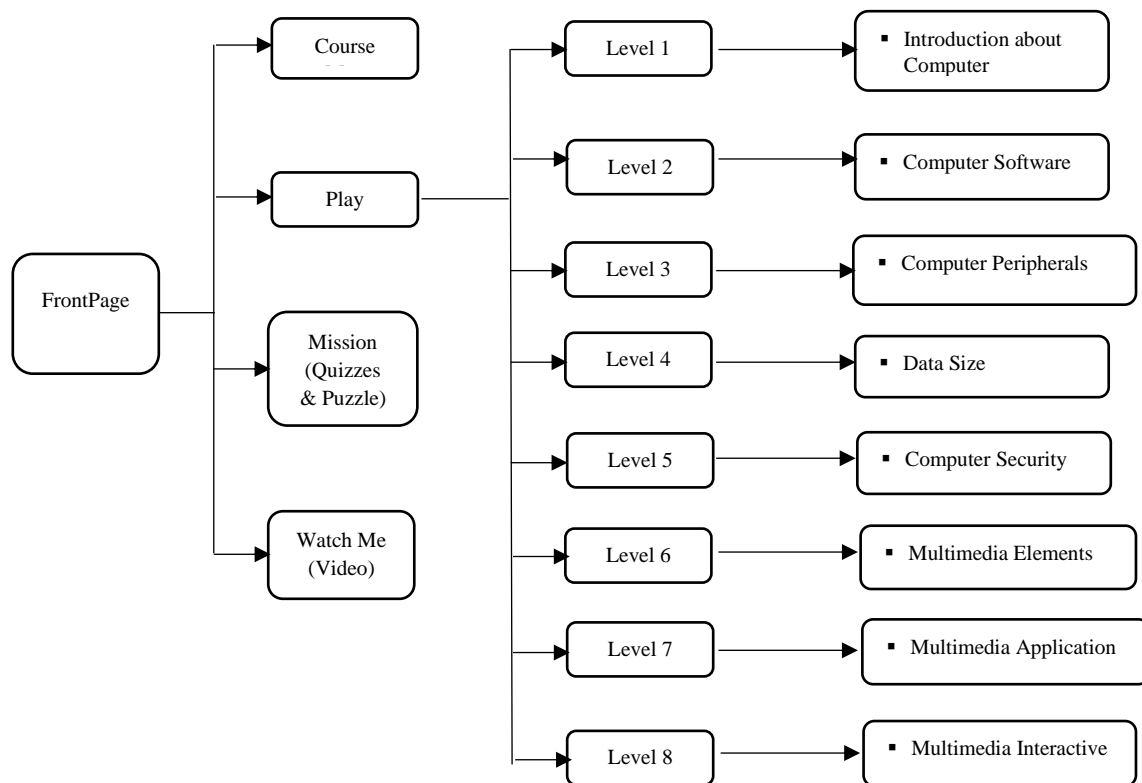 FrontPage
Course
Play
Mission
(Quizzes
& Puzzle)
Watch Me
(Video)
Level 1
▪ Introduction about
Computer
Level 2
▪ Computer Software
Level 3
▪ Computer Peripherals
Level 4
▪ Data Size
Level 5
▪ Computer Security
Level 6
▪ Multimedia Elements
Level 7
▪ Multimedia Application
Level 8
▪ Multimedia Interactive